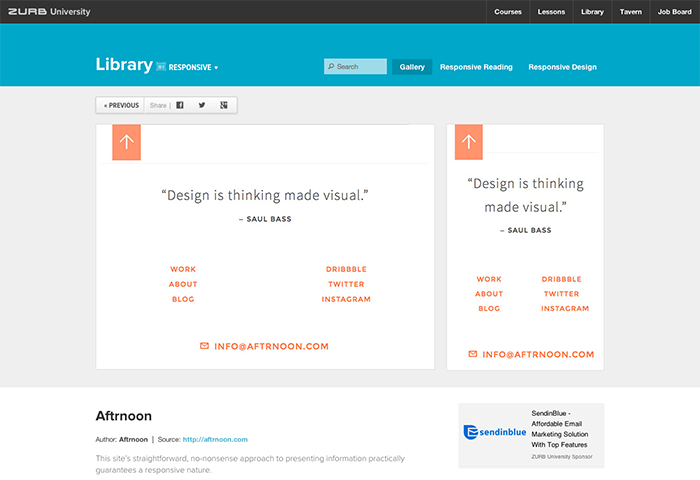 ZURB University
Courses
Lessons
Library
Tavern
Job Board
Library RESPONSIVE
Search
Gallery
Responsive Reading
Responsive Design
« PREVIOUS
Share |
“Design is thinking made visual.”
– SAUL BASS
WORK
DRIBBBLE
ABOUT
TWITTER
BLOG
INSTAGRAM
INFO@AFTRNOON.COM
“Design is thinking
made visual.”
– SAUL BASS
WORK
DRIBBBLE
ABOUT
TWITTER
BLOG
INSTAGRAM
INFO@AFTRNOON.COM
Aftrnoon
Author: Aftrnoon | Source: http://aftrnoon.com
This site's straightforward, no-nonsense approach to presenting information practically
guarantees a responsive nature.
sendinblue
SendinBlue -
Affordable Email
Marketing Solution
With Top Features
ZURB University Sponsor